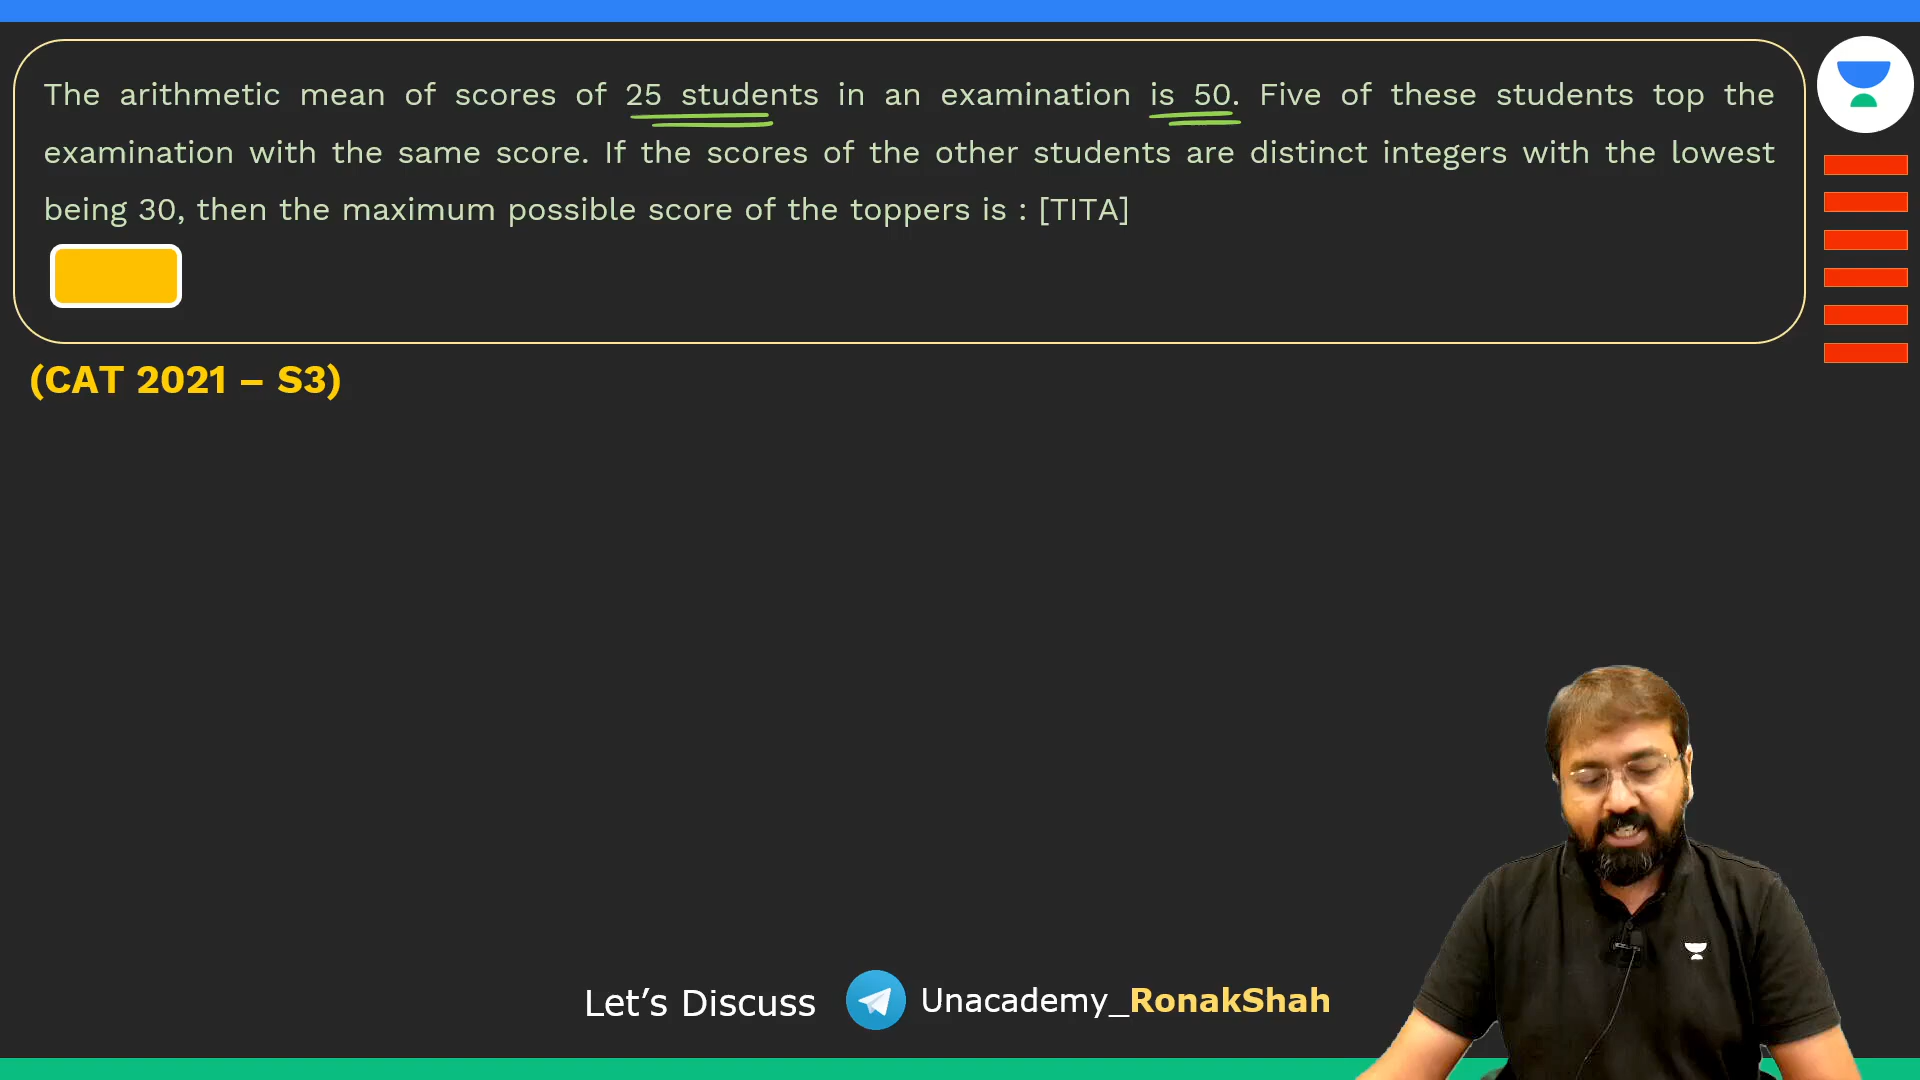 The arithmetic mean of scores of 25 students in an examination is 50. Five of these students top the
examination with the same score. If the scores of the other students are distinct integers with the lowest
being 30, then the maximum possible score of the toppers is : [TITA]
(CAT 2021 – S3)
Let’s Discuss Unacademy_RonakShah